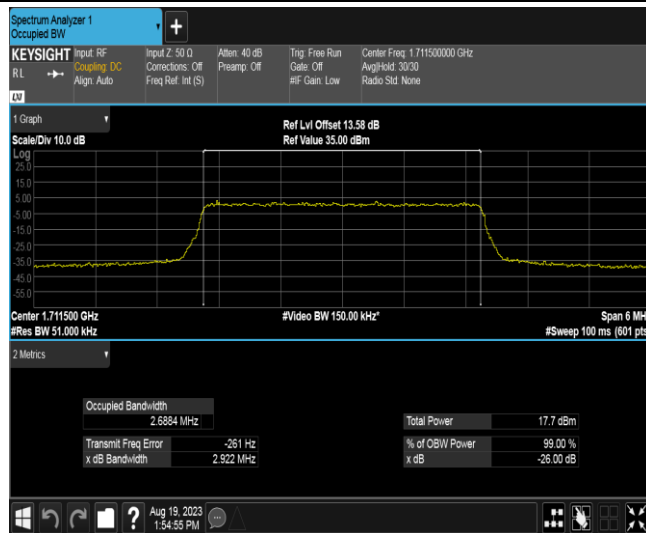 Spectrum Analyzer 1
Occupied BW
+
KEYSIGHT Input: RF Input Z: 50 Ω Atten: 40 dB Trig: Free Run Center Freq: 1.711500000 GHz
R L Coupling: DC Corrections: Off Preamp: Off Gate: Off Avg|Hold: 30/30
Align: Auto Freq Ref: Int (S) #IF Gain: Low Radio Std: None
LXI
1 Graph
Ref Lvl Offset 13.58 dB
Scale/Div 10.0 dB Ref Value 35.00 dBm
Log
25.0
15.0
5.00
-5.00
-15.0
-25.0
-35.0
-45.0
-55.0
Center 1.711500 GHz #Video BW 150.00 kHz* Span 6 MH
#Res BW 51.000 kHz #Sweep 100 ms (601 pts
2 Metrics
Occupied Bandwidth
2.6884 MHz Total Power 17.7 dBm
Transmit Freq Error -261 Hz % of OBW Power 99.00 %
x dB Bandwidth 2.922 MHz x dB -26.00 dB
? Aug 19, 2023
1:54:55 PM